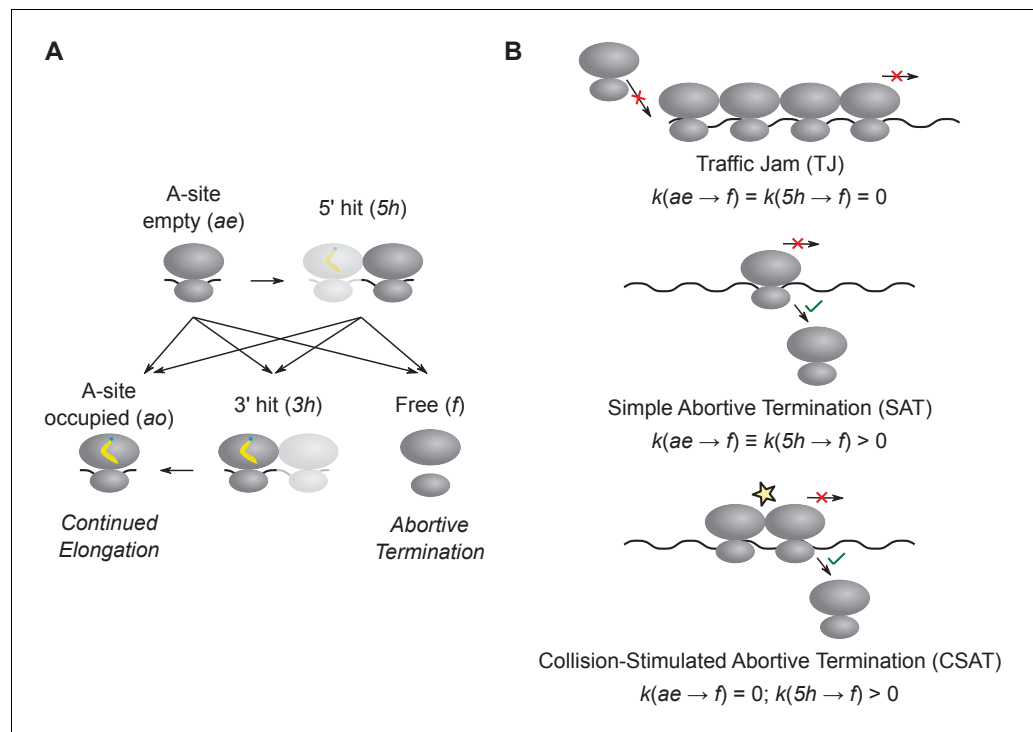 A
A-site
empty (ae)
5' hit (5h)
A-site
occupied (ao)
3' hit (3h)
Free (f)
Continued
Elongation
Abortive
Termination
B
Traffic Jam (TJ)
k(ae → f) = k(5h → f) = 0
Simple Abortive Termination (SAT)
k(ae → f) ≡ k(5h → f) > 0
Collision-Stimulated Abortive Termination (CSAT)
k(ae → f) = 0; k(5h → f) > 0